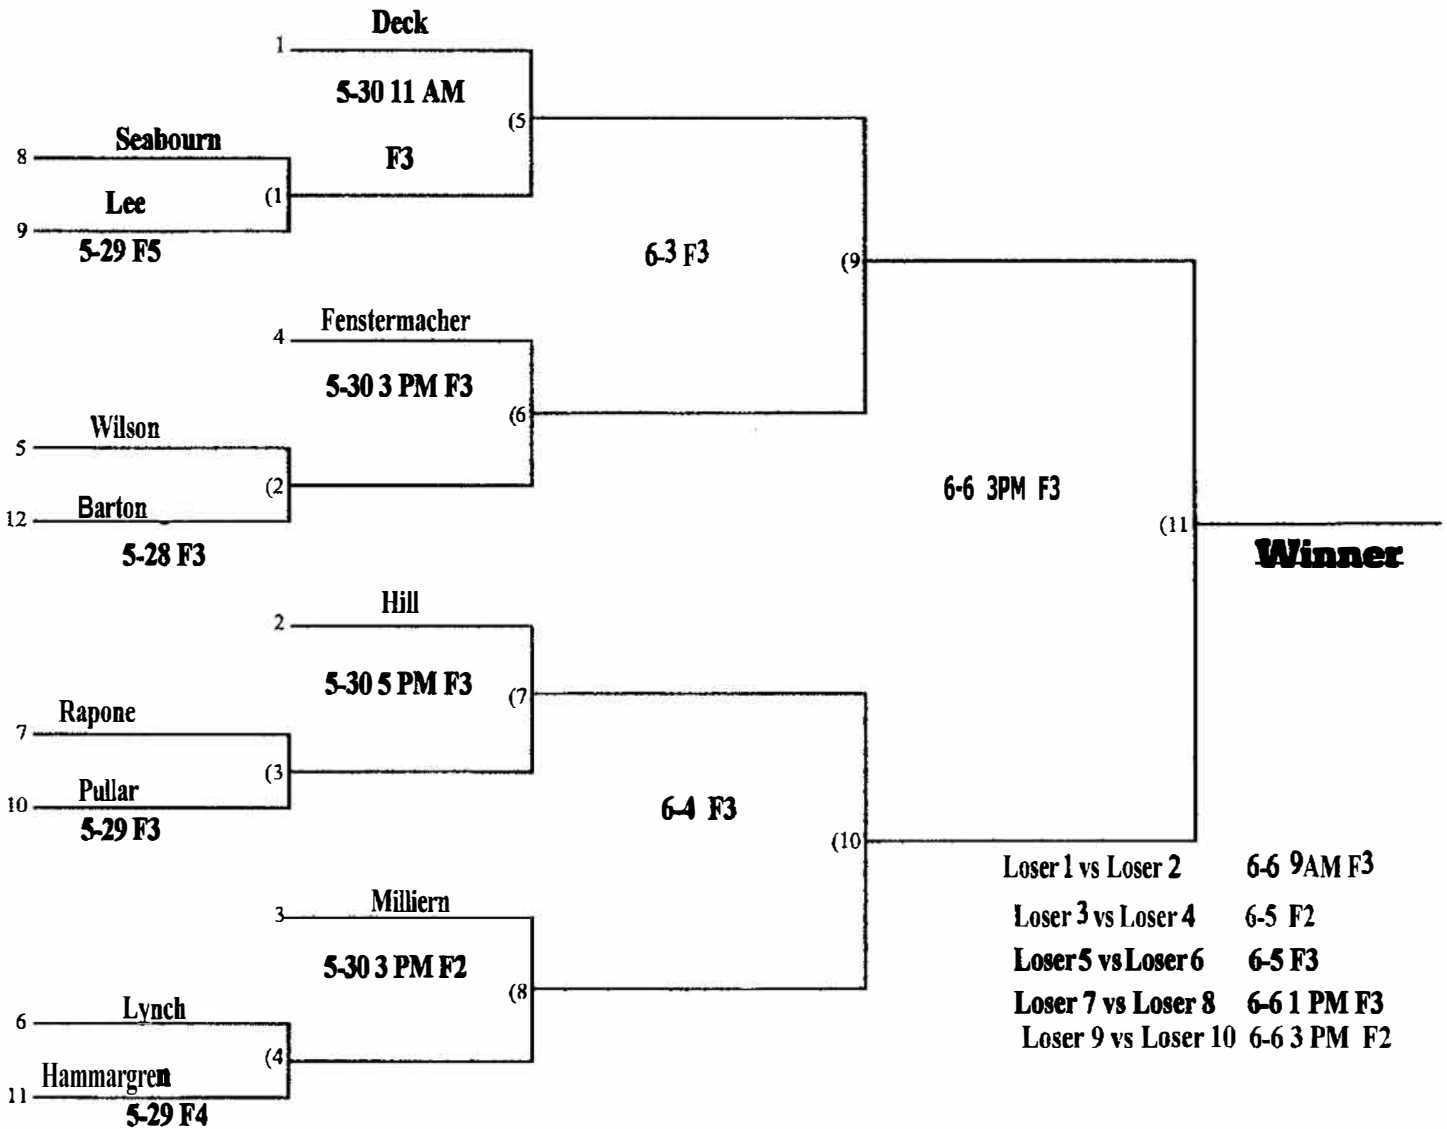 Deck
1
5-30 11 AM
(5
Seabourn
8
F3
Lee
(1
9
5-29 F5
6-3 F3
(9
Fenstermacher
4
5-30 3 PM F3
(6
Wilson
5
(2
Barton
12
5-28 F3
6-6 3PM F3
(11
Winner
Hill
2
5-30 5 PM F3
(7
Rapone
7
(3
Pullar
10
5-29 F3
6-4 F3
(10
Milliern
3
5-30 3 PM F2
(8
Lynch
6
(4
Hammargren
11
5-29 F4
Loser 1 vs Loser 2 6-6 9AM F3
Loser 3 vs Loser 4 6-5 F2
Loser 5 vs Loser 6 6-5 F3
Loser 7 vs Loser 8 6-6 1 PM F3
Loser 9 vs Loser 10 6-6 3 PM F2